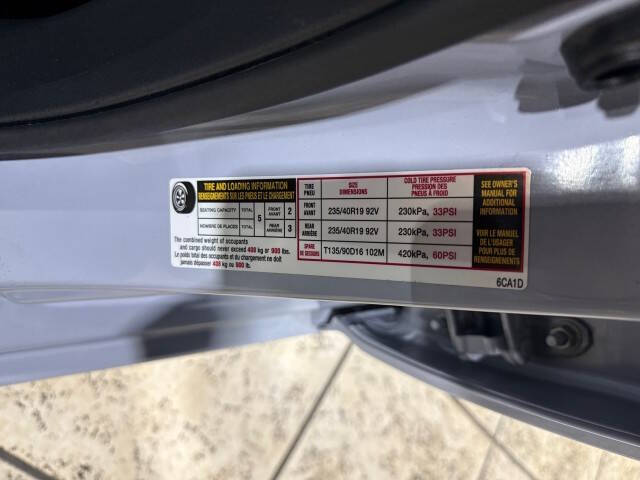 TIRE AND LOADING INFORMATION
RENSEIGNEMENTS SUR LES PNEUS ET LE CHARGEMENT
SEATING CAPACITY TOTAL 5 FRONT AVANT 2
NOMBRE DE PLACES TOTAL REAR ARRIÈRE 3
The combined weight of occupants
and cargo should never exceed 408 kg or 900 lbs.
Le poids total des occupants et du chargement ne doit
jamais dépasser 408 kg ou 900 lb.
TIRE PNEU SIZE DIMENSIONS COLD TIRE PRESSURE PRESSION DES PNEUS À FROID
FRONT AVANT 235/40R19 92V 230kPa, 33PSI
REAR ARRIÈRE 235/40R19 92V 230kPa, 33PSI
SPARE DE SECOURS T135/90D16 102M 420kPa, 60PSI
SEE OWNER'S
MANUAL FOR
ADDITIONAL
INFORMATION
VOIR LE MANUEL
DE L'USAGER
POUR PLUS DE
RENSEIGNEMENTS
6CA1D